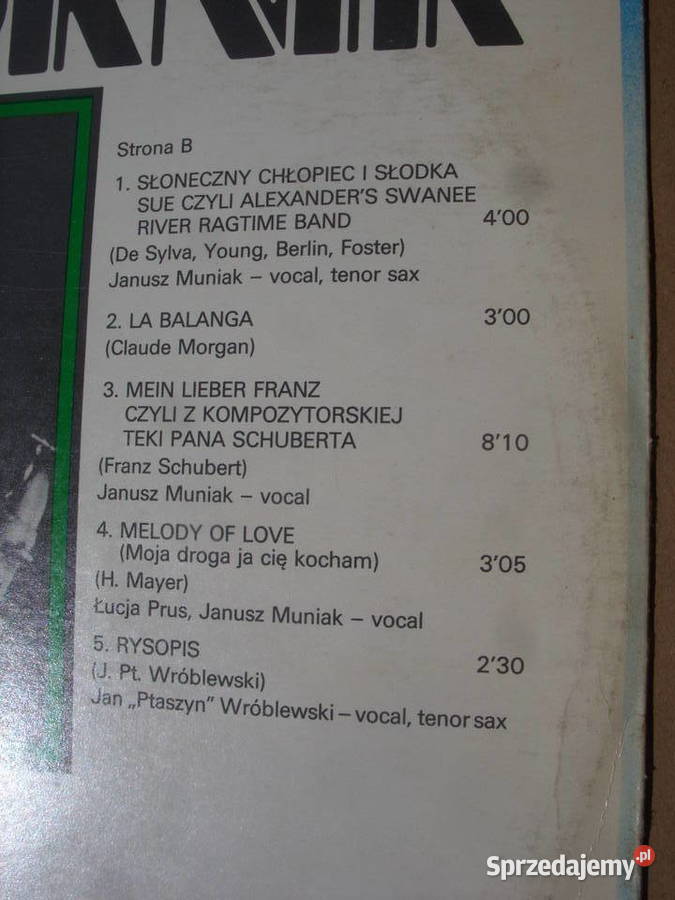 Strona B
1. SŁONECZNY CHŁOPIEC I SŁODKA
SUE CZYLI ALEXANDER'S SWANEE
RIVER RAGTIME BAND 4'00
(De Sylva, Young, Berlin, Foster)
Janusz Muniak – vocal, tenor sax
2. LA BALANGA 3'00
(Claude Morgan)
3. MEIN LIEBER FRANZ
CZYLI Z KOMPOZYTORSKIEJ
TEKI PANA SCHUBERTA 8'10
(Franz Schubert)
Janusz Muniak – vocal
4. MELODY OF LOVE
(Moja droga ja cię kocham) 3'05
(H. Mayer)
Łucja Prus, Janusz Muniak – vocal
5. RYSOPIS 2'30
(J. Pt. Wróblewski)
Jan „Ptaszyn" Wróblewski – vocal, tenor sax
Sprzedajemy.pl